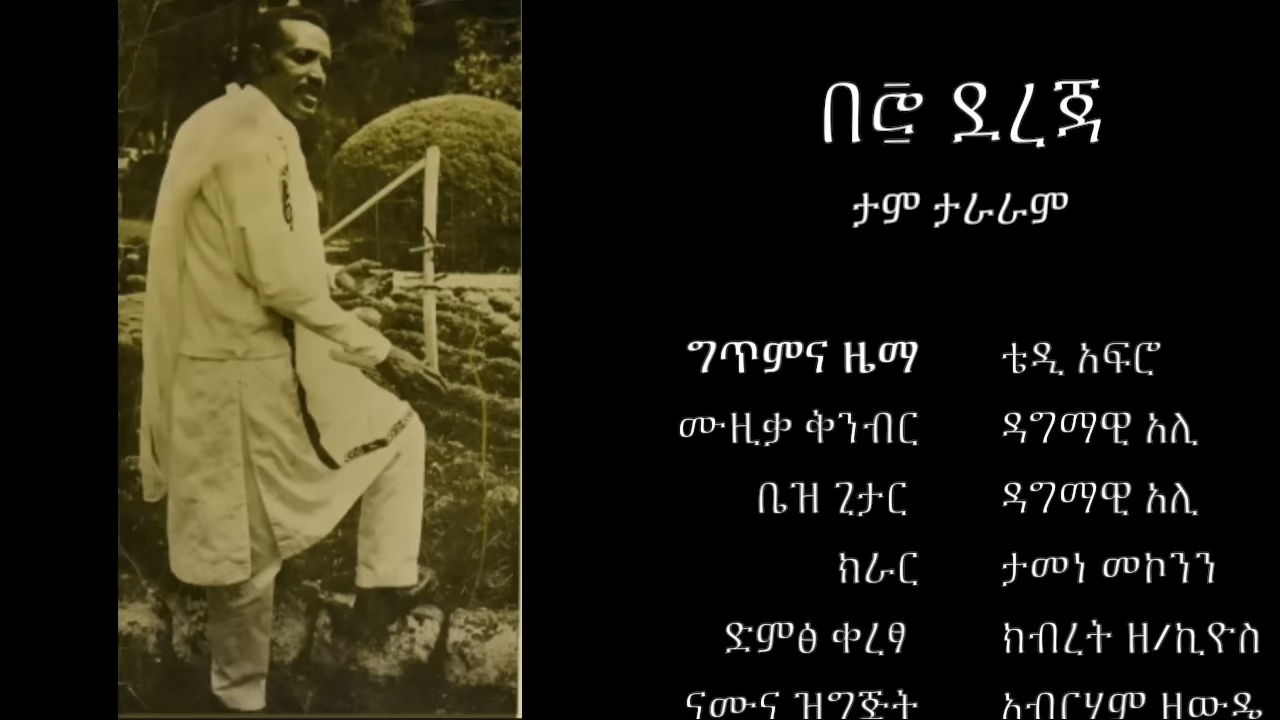 በ፳ ደረጃ
ታም ታራራም
ግጥምና ዜማ ቴዲ አፍሮ
ሙዚቃ ቅንብር ዳግማዊ አሊ
ቤዝ ጊታር ዳግማዊ አሊ
ክራር ታመነ መኮንን
ድምፅ ቀረፃ ክብረት ዘ/ኪዮስ
ናሙና ዝግጅት አብርሃም ዘውዴ